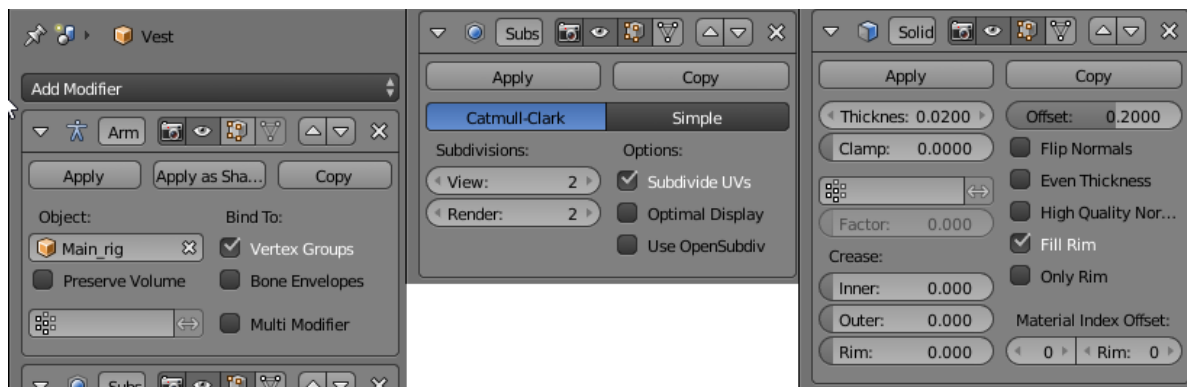 Vest
Add Modifier
Arm
Apply
Apply as Sha...
Copy
Object:
Bind To:
Main_rig
Vertex Groups
Preserve Volume
Bone Envelopes
Multi Modifier
Subs
Subs
Apply
Copy
Catmull-Clark
Simple
Subdivisions:
Options:
View: 2
Subdivide UVs
Render: 2
Optimal Display
Use OpenSubdiv
Solid
Apply
Copy
Thicknes: 0.0200
Offset: 0.2000
Clamp: 0.0000
Flip Normals
Even Thickness
High Quality Nor...
Factor: 0.000
Fill Rim
Crease:
Only Rim
Inner: 0.000
Outer: 0.000
Material Index Offset:
Rim: 0.000
0
Rim: 0